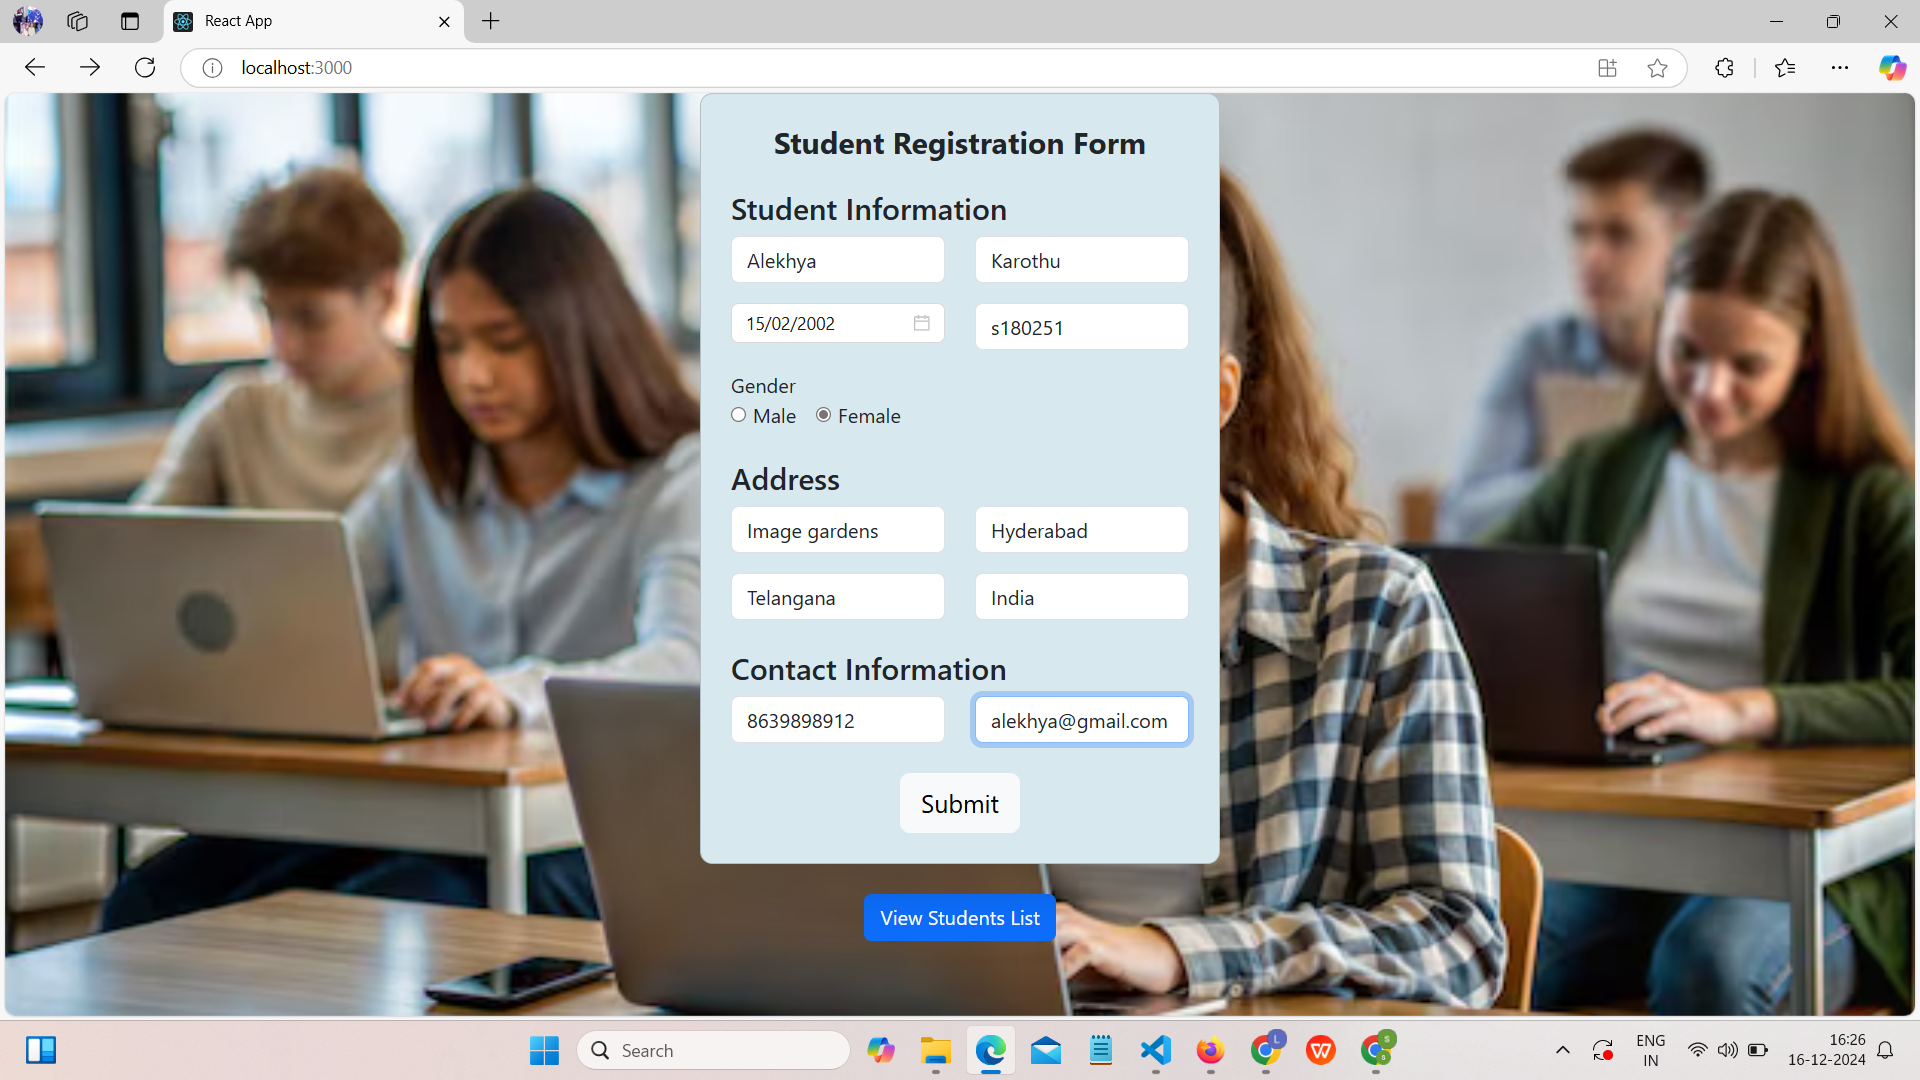 React App
localhost:3000
Student Registration Form
Student Information
Alekhya Karothu
15/02/2002 s180251
Gender
Male Female
Address
Image gardens Hyderabad
Telangana India
Contact Information
8639898912 alekhya@gmail.com
Submit
View Students List
Search
L
W
S
s
ENG
IN
16:26
16-12-2024